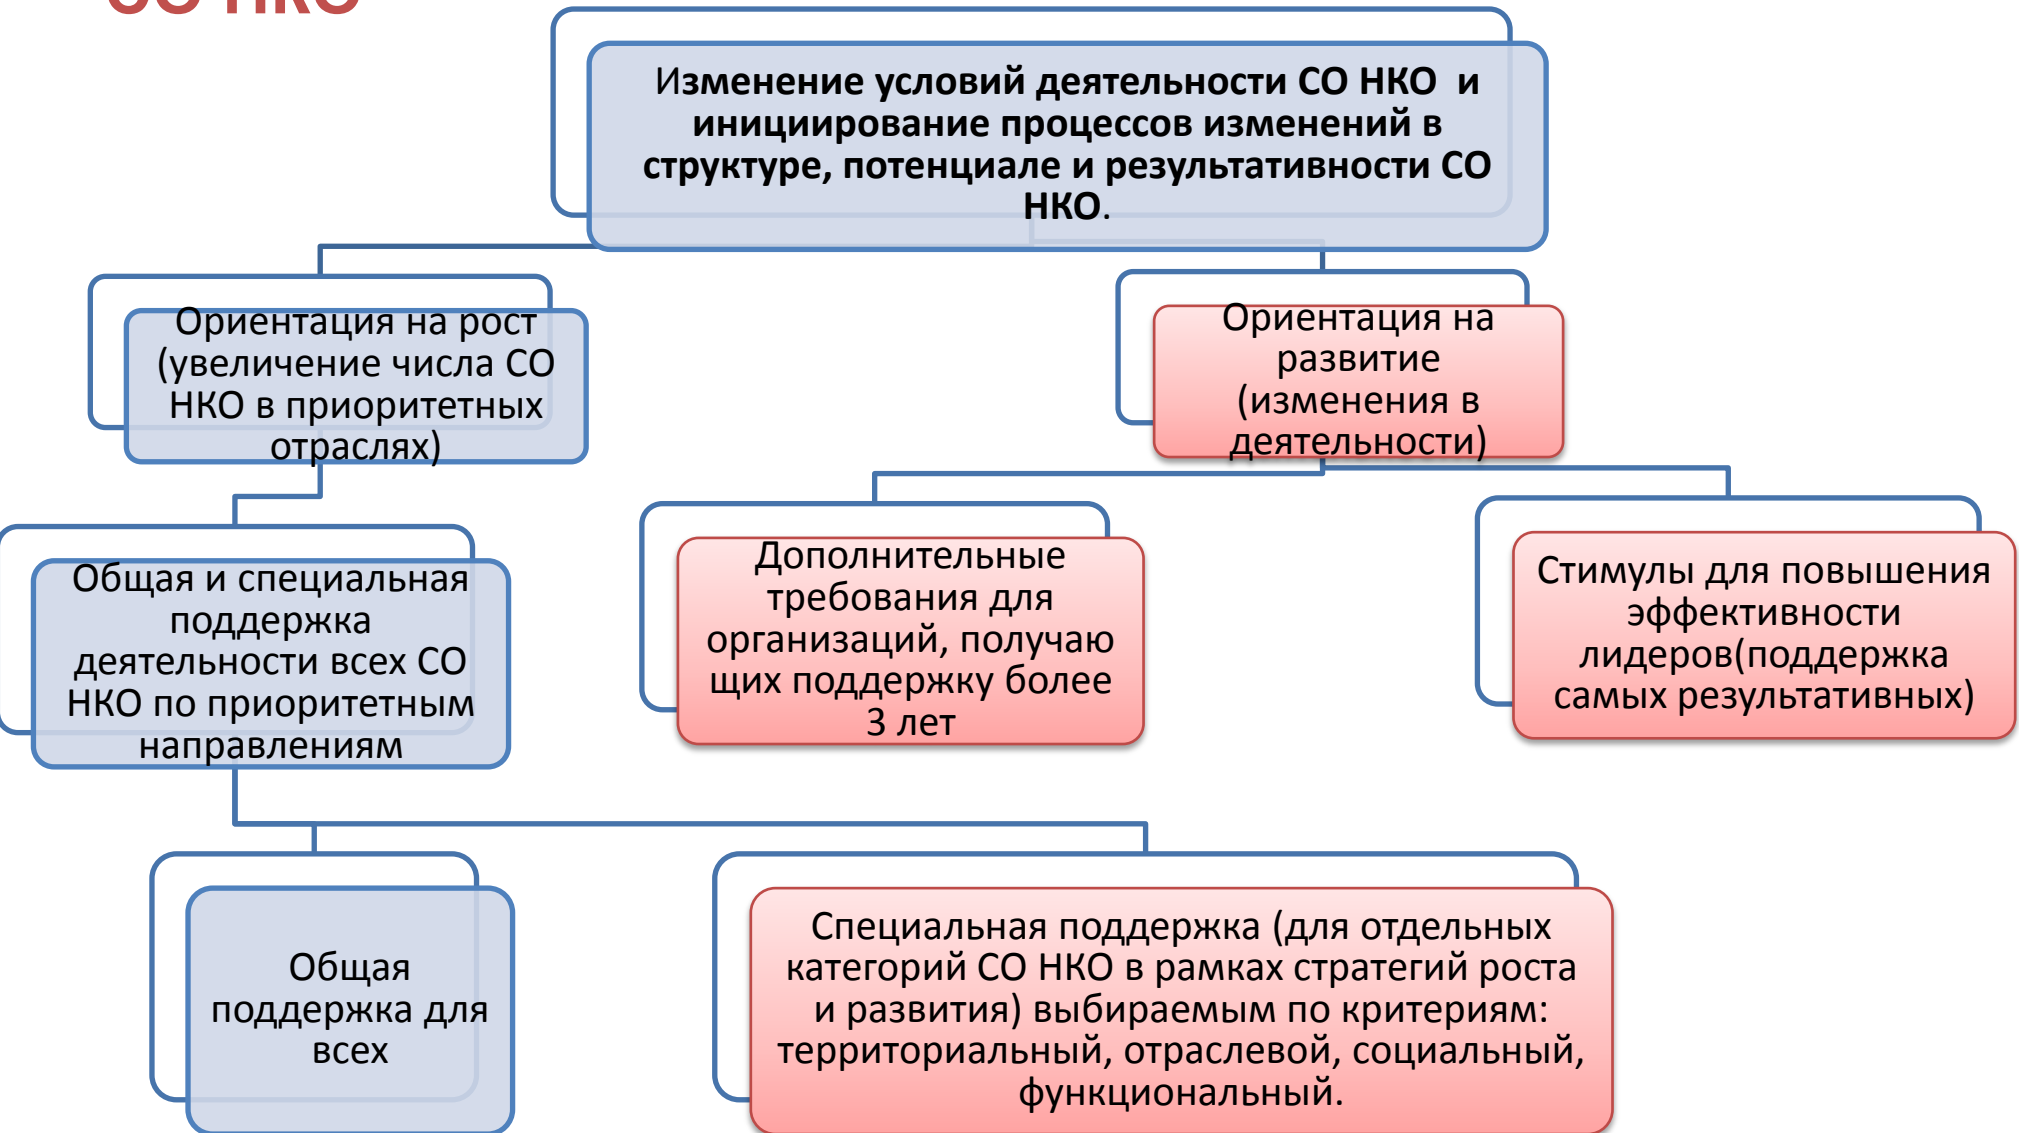 СО НКО
Изменение условий деятельности СО НКО и
инициирование процессов изменений в
структуре, потенциале и результативности СО
НКО.
Ориентация на рост
(увеличение числа СО
НКО в приоритетных
отраслях)
Ориентация на
развитие
(изменения в
деятельности)
Общая и специальная
поддержка
деятельности всех СО
НКО по приоритетным
направлениям
Дополнительные
требования для
организаций, получаю
щих поддержку более
3 лет
Стимулы для повышения
эффективности
лидеров(поддержка
самых результативных)
Общая
поддержка для
всех
Специальная поддержка (для отдельных
категорий СО НКО в рамках стратегий роста
и развития) выбираемым по критериям:
территориальный, отраслевой, социальный,
функциональный.